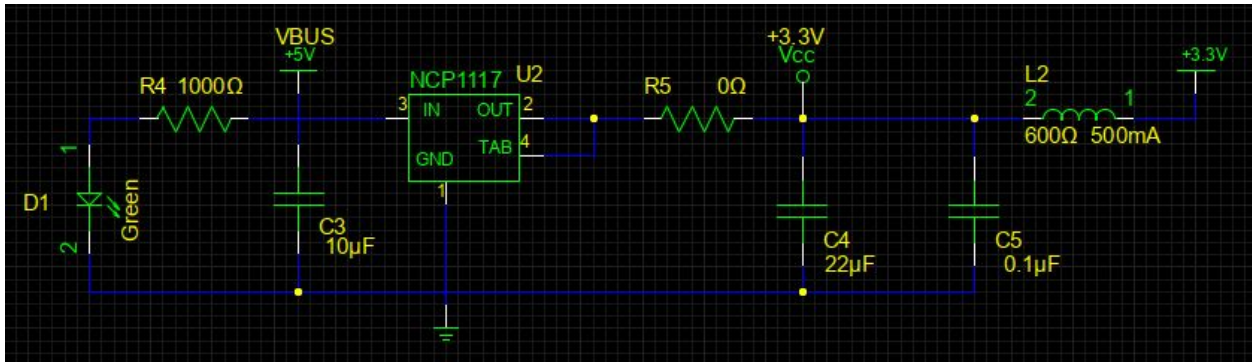 VBUS
+5V
R4 1000Ω
NCP1117
U2
3
IN
OUT
2
TAB
4
GND
1
R5 0Ω
+3.3V
Vcc
L2
2
1
600Ω 500mA
+3.3V
1
D1
Green
2
C3
10µF
C4
22µF
C5
0.1µF